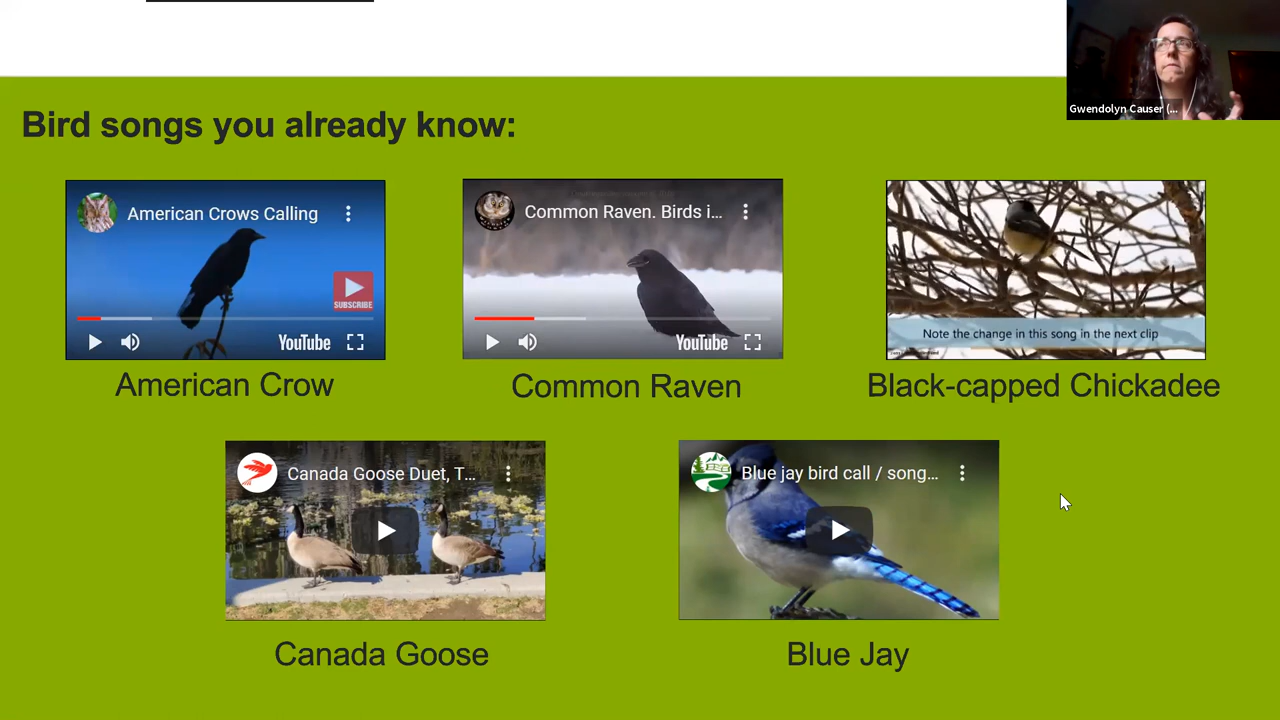 Gwendolyn Causer (...
Bird songs you already know:
American Crows Calling
SUBSCRIBE
YouTube
American Crow
Common Raven. Birds i...
YouTube
Common Raven
Note the change in this song in the next clip
Black-capped Chickadee
Canada Goose Duet, T...
Canada Goose
Blue jay bird call / song...
Blue Jay